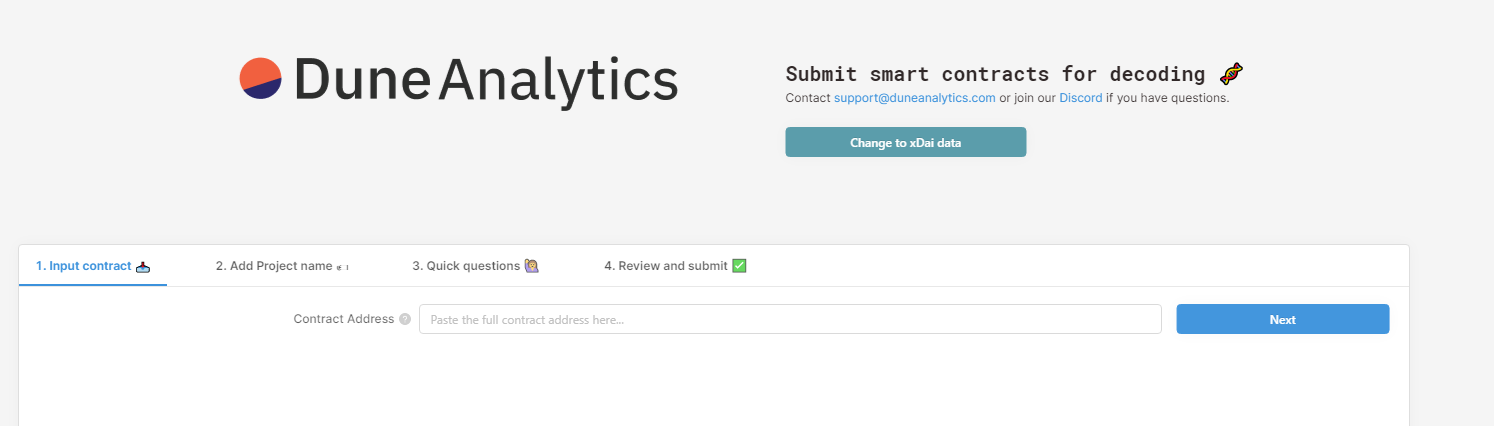 Dune Analytics
Submit smart contracts for decoding 🧬
Contact support@duneanalytics.com or join our Discord if you have questions.
Change to xDai data
1. Input contract 📥
2. Add Project name
3. Quick questions 🙋
4. Review and submit ✅
Contract Address ?
Paste the full contract address here...
Next